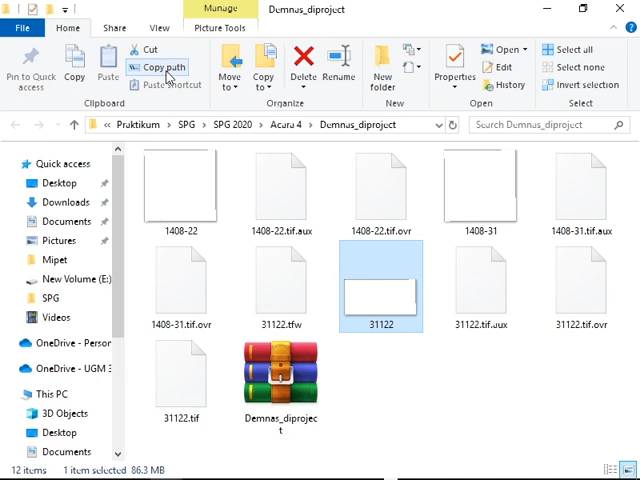 Manage
Demnas_diproject
File
Home
Share
View
Picture Tools
Pin to Quick
access
Copy
Paste
Cut
Copy path
Paste shortcut
Clipboard
Move
to
Copy
to
Delete
Rename
Organize
New
folder
New
Properties
Open
Edit
History
Open
Select all
Select none
Invert selection
Select
« Praktikum > SPG > SPG 2020 > Acara 4 > Demnas_diproject
Search Demnas_diproject
Quick access
Desktop
Downloads
Documents
Pictures
Mipet
New Volume (E:)
SPG
Videos
OneDrive - Person
OneDrive - UGM 3
This PC
3D Objects
Desktop
Documents
1408-22
1408-22.tif.aux
1408-22.tif.ovr
1408-31
1408-31.tif.aux
1408-31.tif.ovr
31122.tfw
31122
31122.tif.aux
31122.tif.ovr
31122.tif
Demnas_diprojec
t
12 items
1 item selected 86.3 MB